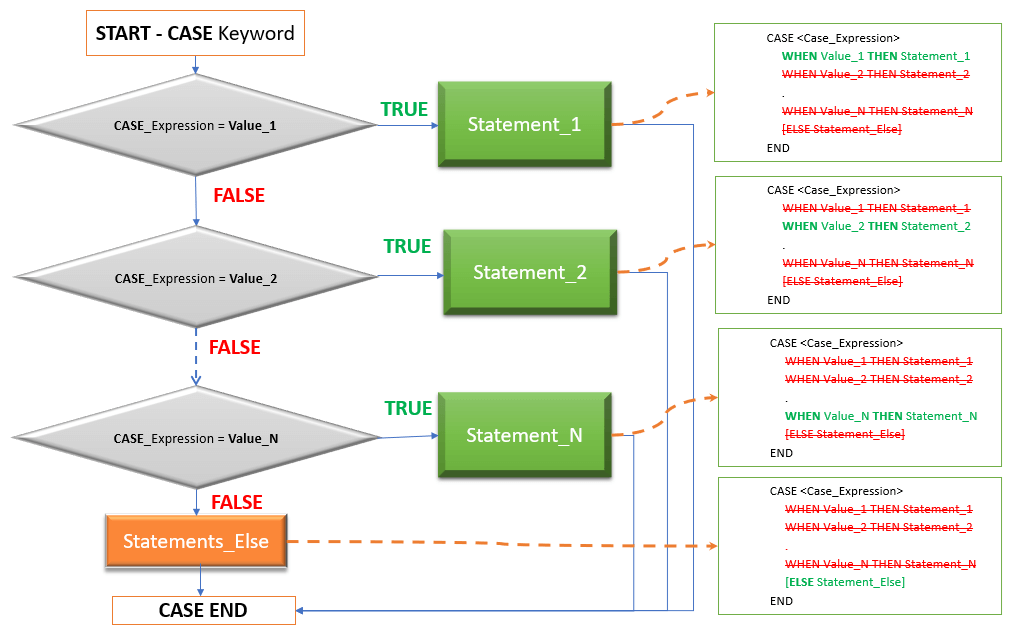 START - CASE Keyword
CASE_Expression = Value_1
TRUE
Statement_1
FALSE
CASE_Expression = Value_2
TRUE
Statement_2
FALSE
CASE_Expression = Value_N
TRUE
Statement_N
FALSE
Statements_Else
CASE END
CASE <Case_Expression>
WHEN Value_1 THEN Statement_1
WHEN Value_2 THEN Statement_2
.
WHEN Value_N THEN Statement_N
[ELSE Statement_Else]
END
CASE <Case_Expression>
WHEN Value_1 THEN Statement_1
WHEN Value_2 THEN Statement_2
.
WHEN Value_N THEN Statement_N
[ELSE Statement_Else]
END
CASE <Case_Expression>
WHEN Value_1 THEN Statement_1
WHEN Value_2 THEN Statement_2
.
WHEN Value_N THEN Statement_N
[ELSE Statement_Else]
END
CASE <Case_Expression>
WHEN Value_1 THEN Statement_1
WHEN Value_2 THEN Statement_2
.
WHEN Value_N THEN Statement_N
[ELSE Statement_Else]
END